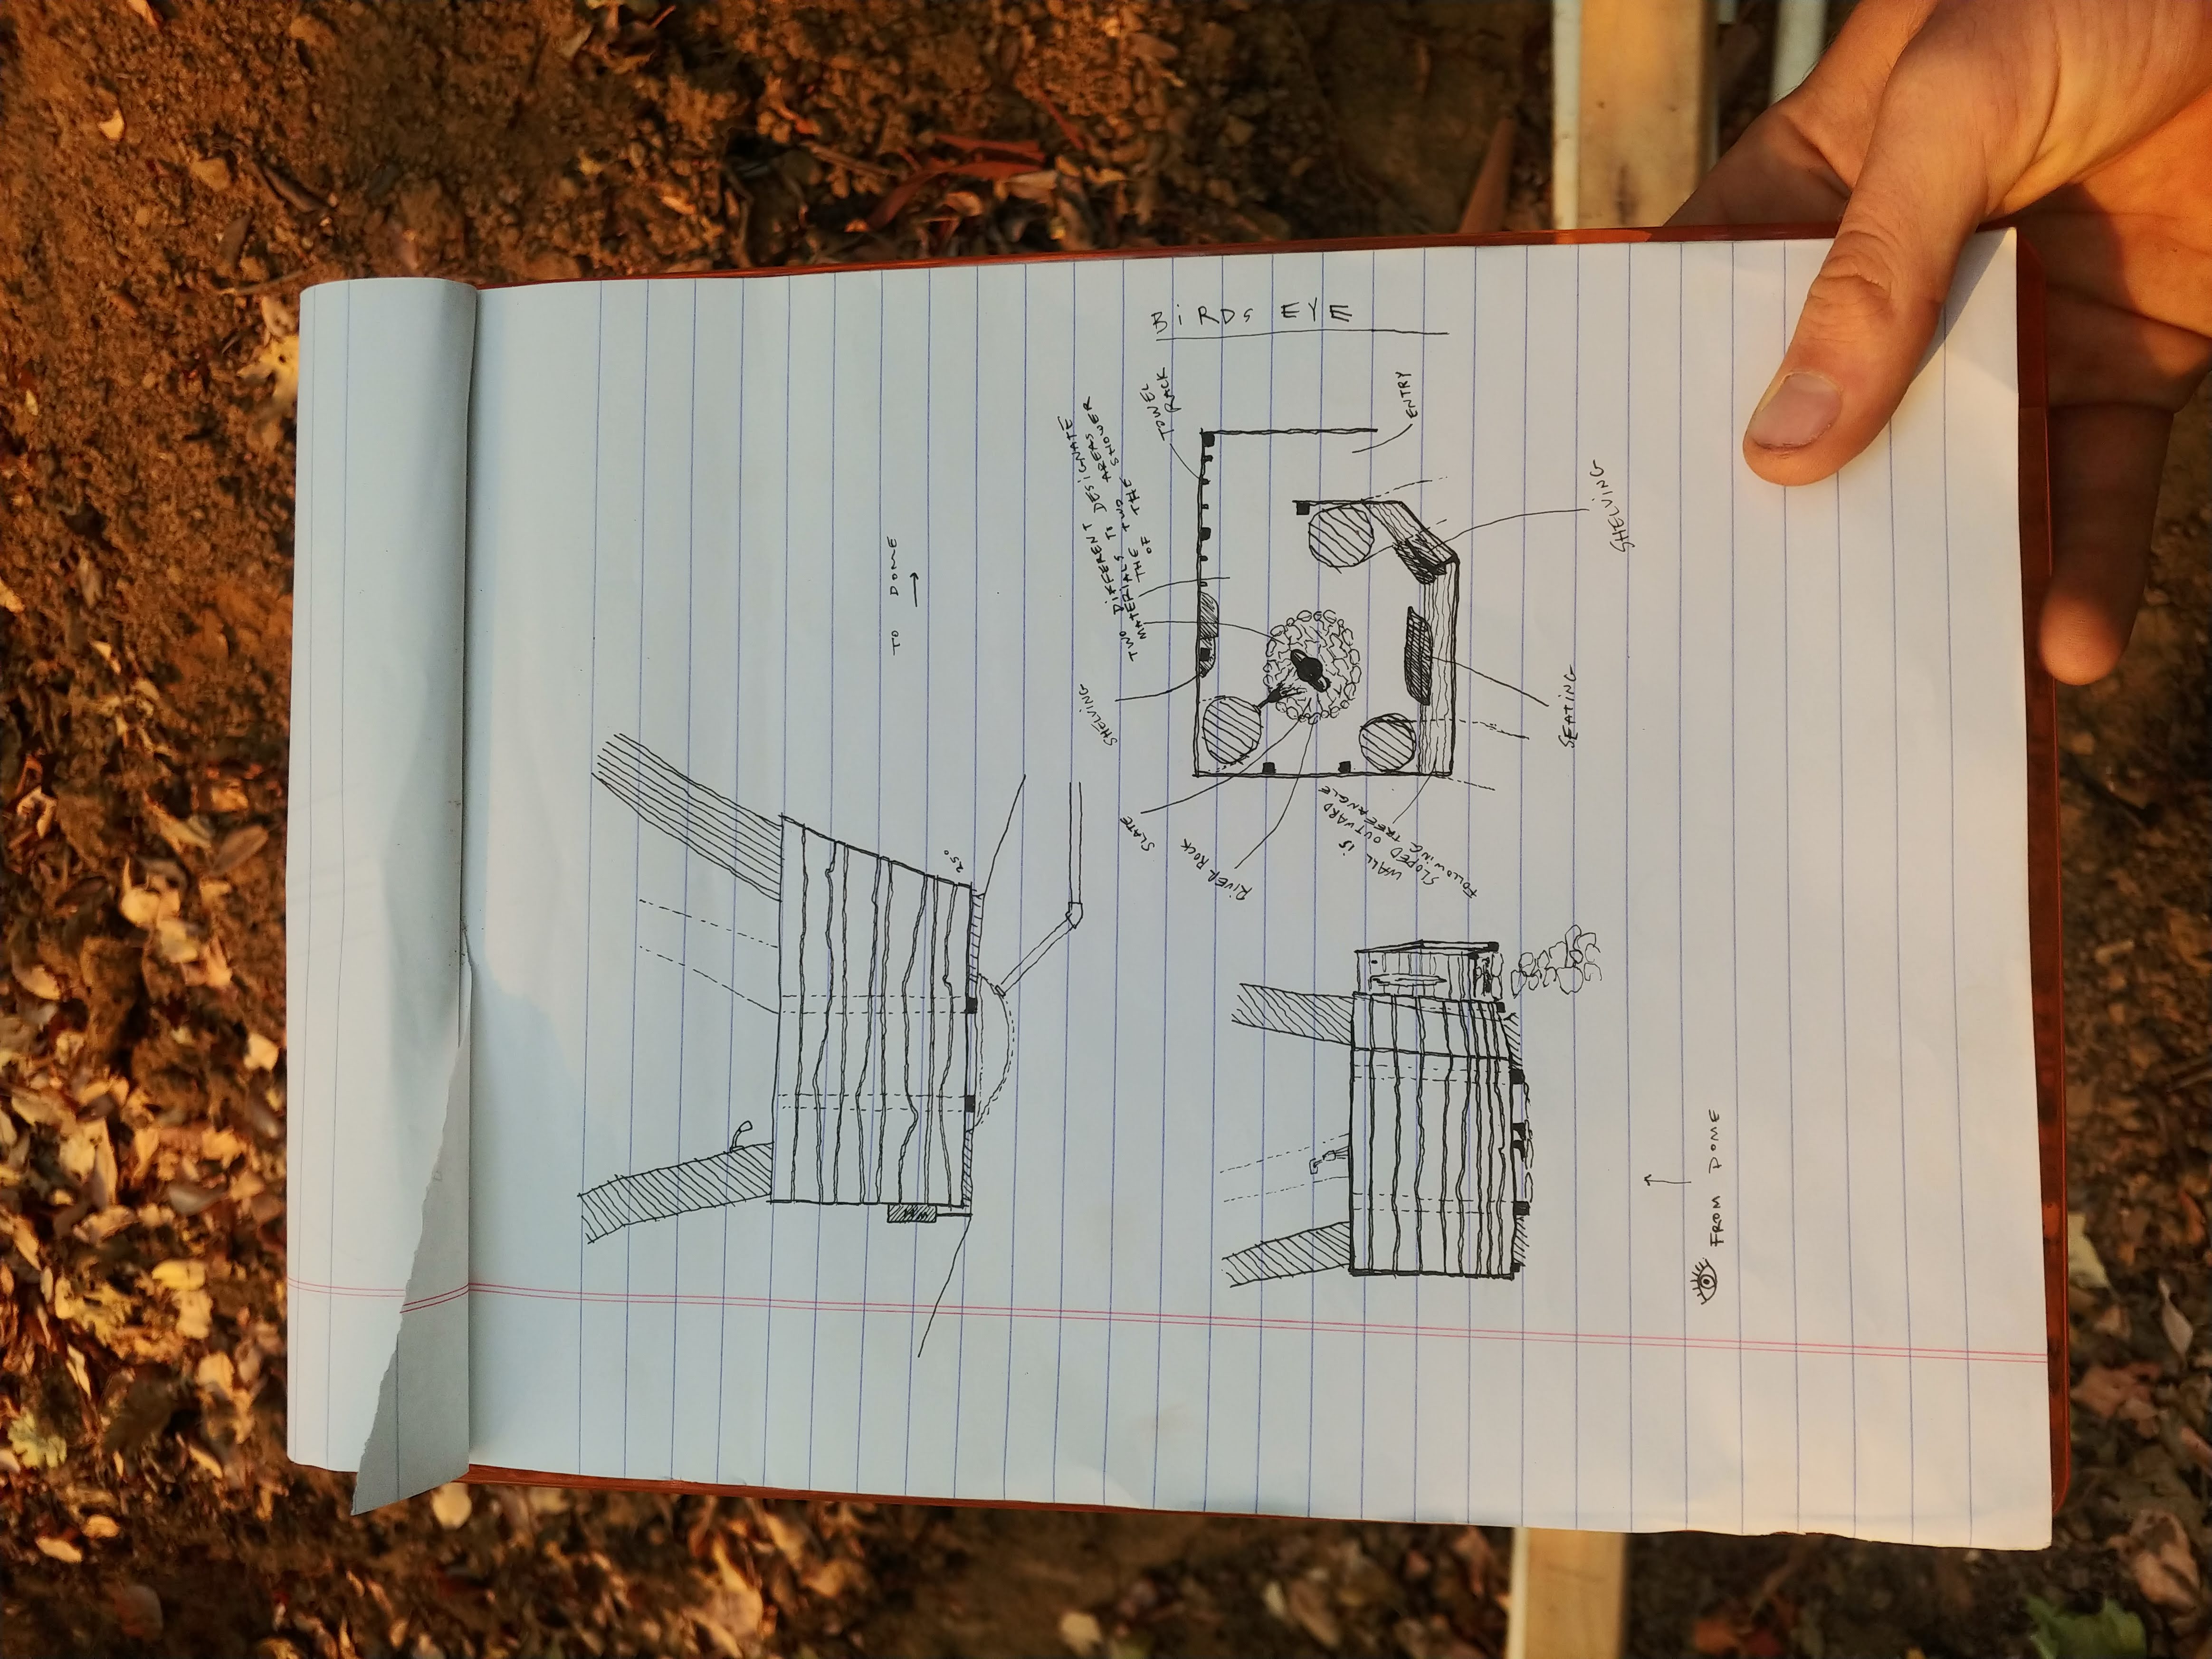 TO DOME
25°
SHELVING
TWO DIFFERENT
MATERIALS TO DESIGNATE
THE TWO AREAS
OF THE SHOWER
SLATE
TOWEL
RACK
RIVER ROCK
BIRDS EYE
WALL IS
SLOPED OUTWARD
FOLLOWING TREE ANGLE
ENTRY
SEATING
SHELVING
FROM DOME